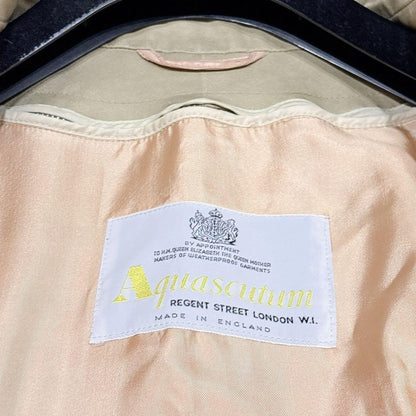 BY APPOINTMENT
TO H.M. QUEEN ELIZABETH THE QUEEN MOTHER
MAKERS OF WEATHERPROOF GARMENTS
Aquascutum
REGENT STREET LONDON W.I.
MADE IN ENGLAND